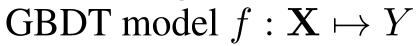 GBDT model f : X ↦ Y